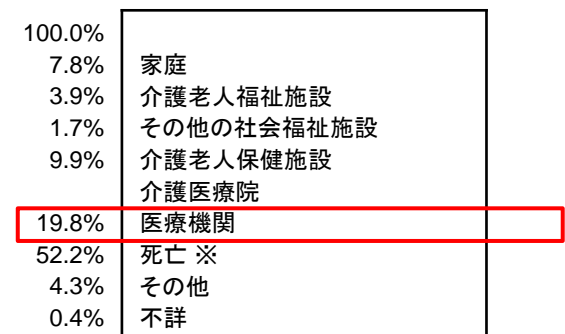 100.0%
7.8% 家庭
3.9% 介護老人福祉施設
1.7% その他の社会福祉施設
9.9% 介護老人保健施設
介護医療院
19.8% 医療機関
52.2% 死亡 ※
4.3% その他
0.4% 不詳